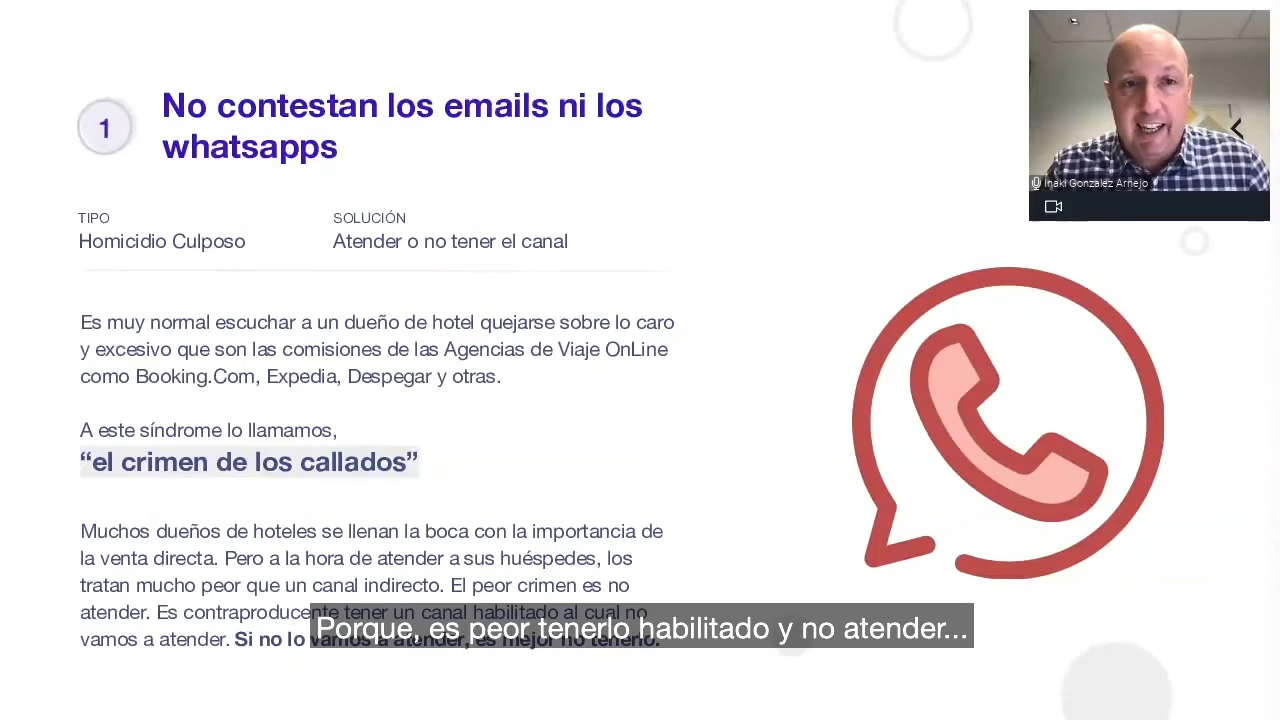 1
No contestan los emails ni los
whatsapps
TIPO
SOLUCIÓN
Homicidio Culposo
Atender o no tener el canal
Es muy normal escuchar a un dueño de hotel quejarse sobre lo caro
y excesivo que son las comisiones de las Agencias de Viaje OnLine
como Booking.Com, Expedia, Despegar y otras.
A este síndrome lo llamamos,
“el crimen de los callados”
Muchos dueños de hoteles se llenan la boca con la importancia de
la venta directa. Pero a la hora de atender a sus huéspedes, los
tratan mucho peor que un canal indirecto. El peor crimen es no
atender. Es contraproducente tener un canal habilitado al cual no
vamos a atender. Si no lo vamos a atender, es mejor no tenerlo.
Porque, es peor tenerlo habilitado y no atender...
Iñaki Gonzalez Arnejo